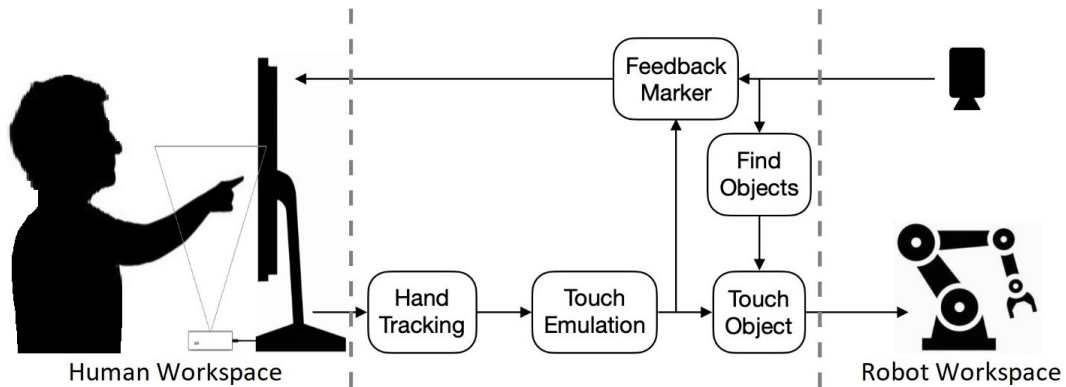 Feedback
Marker
Find
Objects
Hand
Tracking
Touch
Emulation
Touch
Object
Human Workspace
Robot Workspace